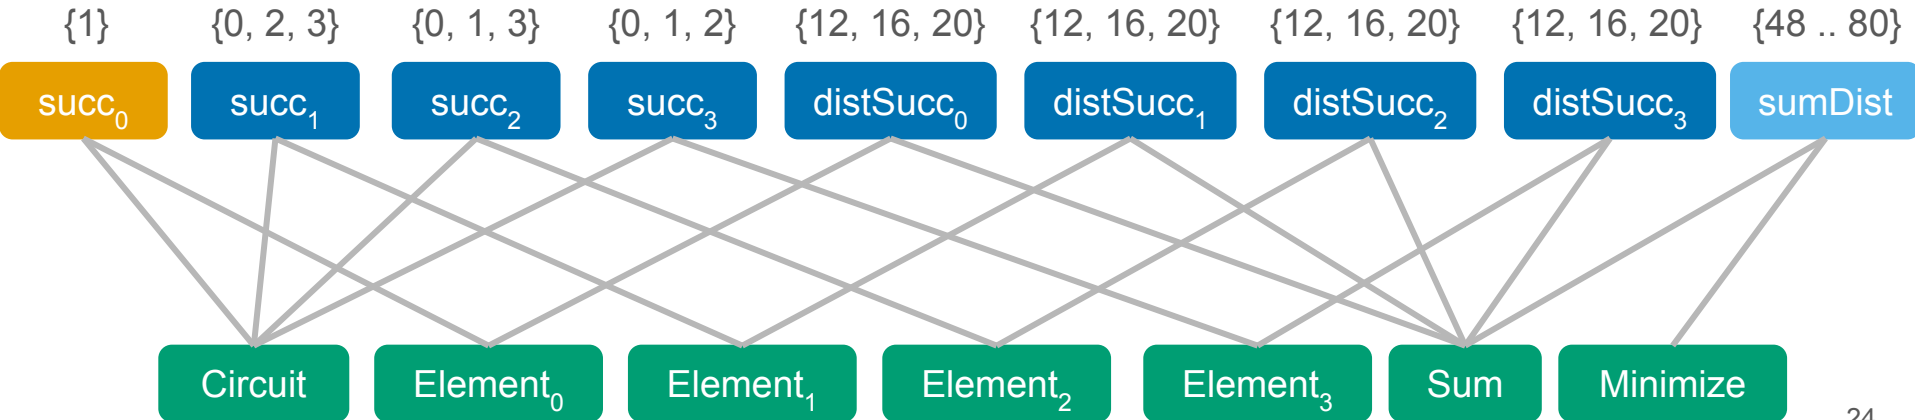 {1} {0, 2, 3} {0, 1, 3} {0, 1, 2} {12, 16, 20} {12, 16, 20} {12, 16, 20} {12, 16, 20} {48 .. 80}
succ₀ succ₁ succ₂ succ₃ distSucc₀ distSucc₁ distSucc₂ distSucc₃ sumDist
Circuit Element₀ Element₁ Element₂ Element₃ Sum Minimize
24